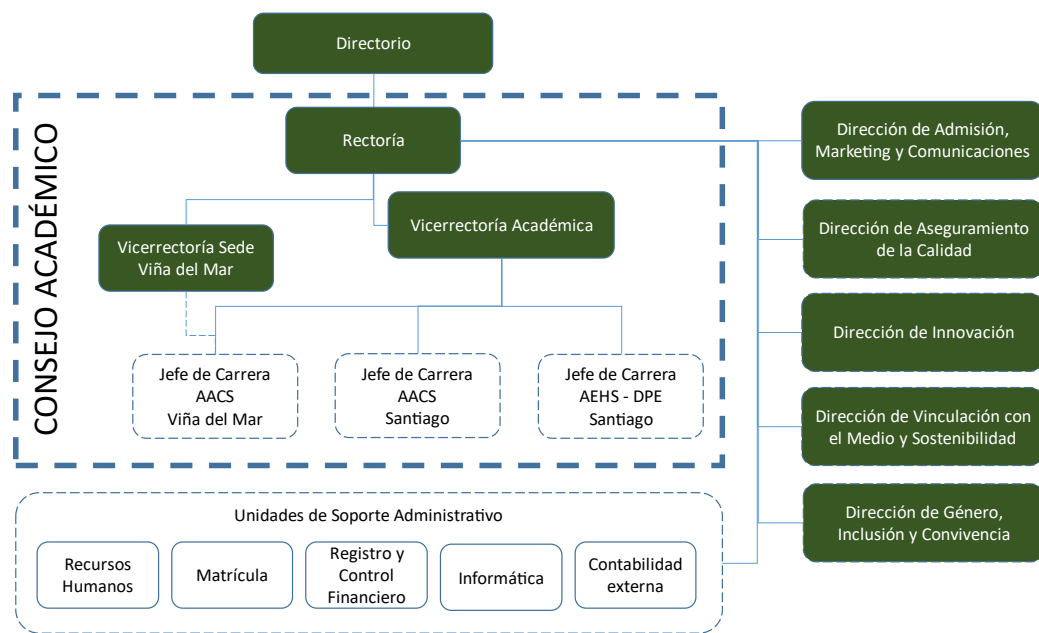 Directorio
CONSEJO ACADÉMICO
Rectoría
Vicerrectoría Académica
Vicerrectoría Sede
Viña del Mar
Jefe de Carrera
AACS
Viña del Mar
Jefe de Carrera
AACS
Santiago
Jefe de Carrera
AEHS - DPE
Santiago
Dirección de Admisión,
Marketing y Comunicaciones
Dirección de Aseguramiento
de la Calidad
Dirección de Innovación
Dirección de Vinculación con
el Medio y Sostenibilidad
Dirección de Género,
Inclusión y Convivencia
Unidades de Soporte Administrativo
Recursos
Humanos
Matrícula
Registro y
Control
Financiero
Informática
Contabilidad
externa